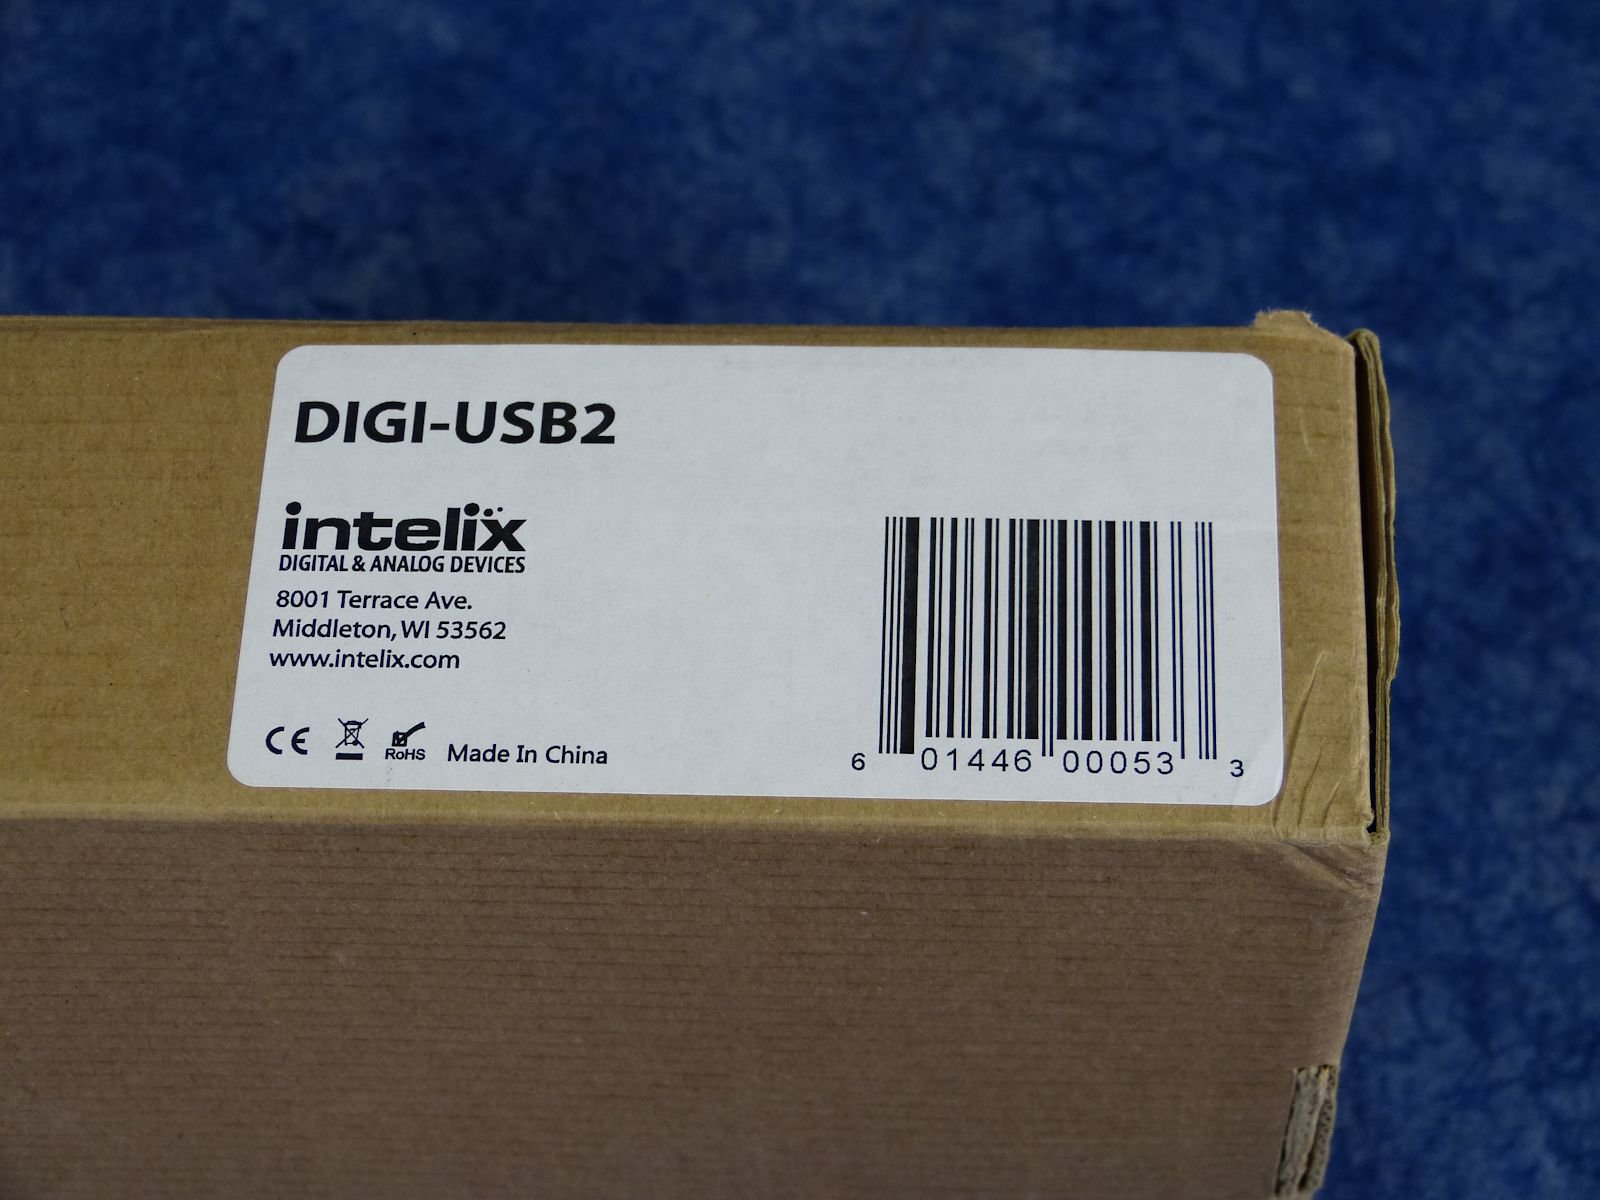 DIGI-USB2
intelix
DIGITAL & ANALOG DEVICES
8001 Terrace Ave.
Middleton, WI 53562
www.intelix.com
CE
RoHS
Made In China
6 01446 00053 3